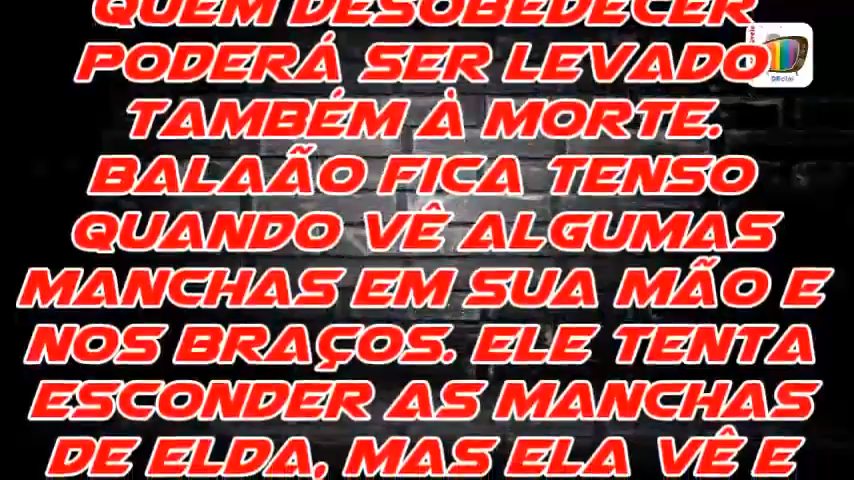 QUEM DESOBEDECER
PODERÁ SER LEVADO
TAMBÉM À MORTE.
BALAÃO FICA TENSO
QUANDO VÊ ALGUMAS
MANCHAS EM SUA MÃO E
NOS BRAÇOS. ELE TENTA
ESCONDER AS MANCHAS
DE ELDA, MAS ELA VÊ E